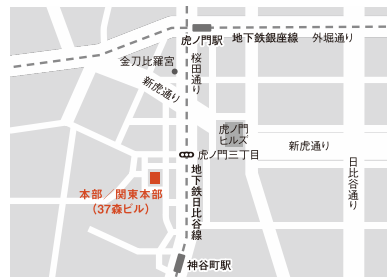 虎ノ門駅
地下鉄銀座線
外堀通り
金刀比羅宮
桜田通り
新虎通り
虎ノ門
ヒルズ
新虎通り
虎ノ門三丁目
日比谷通り
地下鉄日比谷線
本部／関東本部
（37森ビル）
神谷町駅